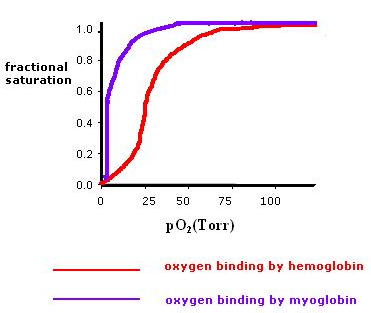 fractional
saturation
1.0
0.8
0.6
0.4
0.2
0.0
0 25 50 75 100
pO₂(Torr)
oxygen binding by hemoglobin
oxygen binding by myoglobin